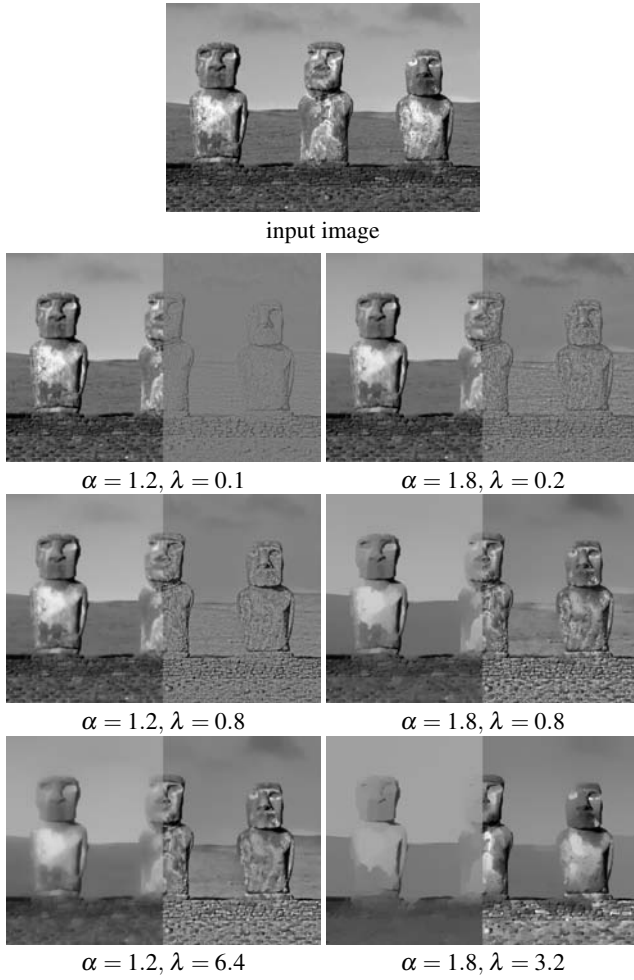 input image
α = 1.2, λ = 0.1
α = 1.8, λ = 0.2
α = 1.2, λ = 0.8
α = 1.8, λ = 0.8
α = 1.2, λ = 6.4
α = 1.8, λ = 3.2